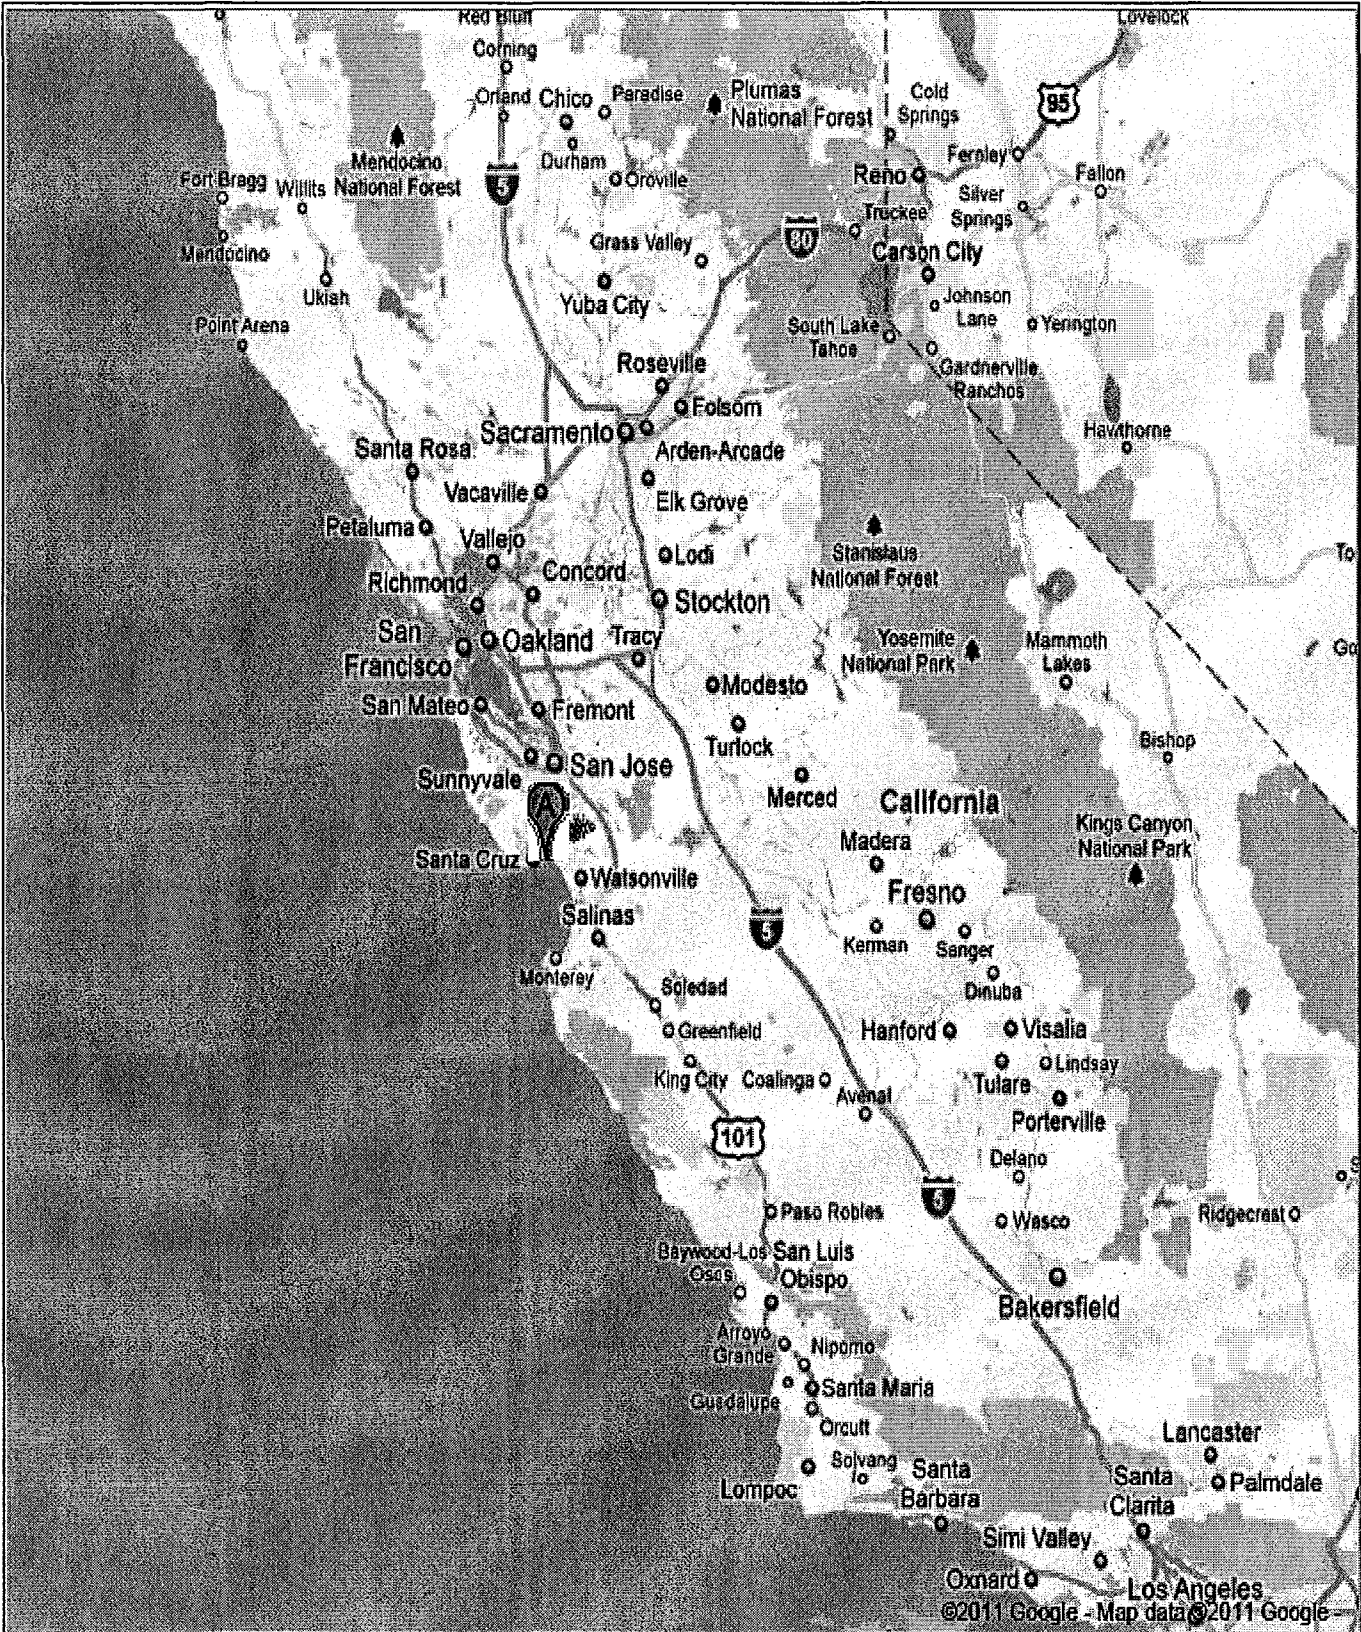 Red Bluff
Lovelock
Corning
Orland
Chico
Paradise
Plumas
National Forest
Cold
Springs
95
Mendocino
National Forest
Durham
Oroville
5
Fernley
Reno
Fallon
Fort Bragg
Willits
Silver
Springs
Truckee
80
Grass Valley
Carson City
Mendocino
Ukiah
Yuba City
Johnson
Lane
Point Arena
South Lake
Tahoe
Yerington
Roseville
Gardnerville
Ranchos
Folsom
Sacramento
Arden-Arcade
Hawthorne
Santa Rosa
Vacaville
Elk Grove
Petaluma
Vallejo
Lodi
Stanislaus
National Forest
To
Richmond
Concord
Stockton
San
Francisco
Oakland
Tracy
Yosemite
National Park
Mammoth
Lakes
Go
San Mateo
Fremont
Modesto
Turlock
Bishop
Sunnyvale
San Jose
Merced
California
A
Kings Canyon
National Park
Madera
Santa Cruz
Watsonville
Fresno
Salinas
5
Kerman
Sanger
Monterey
Soledad
Dinuba
Greenfield
Hanford
Visalia
King City
Coalinga
Lindsay
Tulare
Avenal
Porterville
101
Delano
S
5
Paso Robles
Wasco
Ridgecrest
Baywood-Los
Osos
San Luis
Obispo
Bakersfield
Arroyo
Grande
Nipomo
Guadalupe
Santa Maria
Orcutt
Lancaster
Solvang
Lompoc
Santa
Barbara
Santa
Clarita
Palmdale
Simi Valley
Oxnard
Los Angeles
©2011 Google - Map data ©2011 Google -